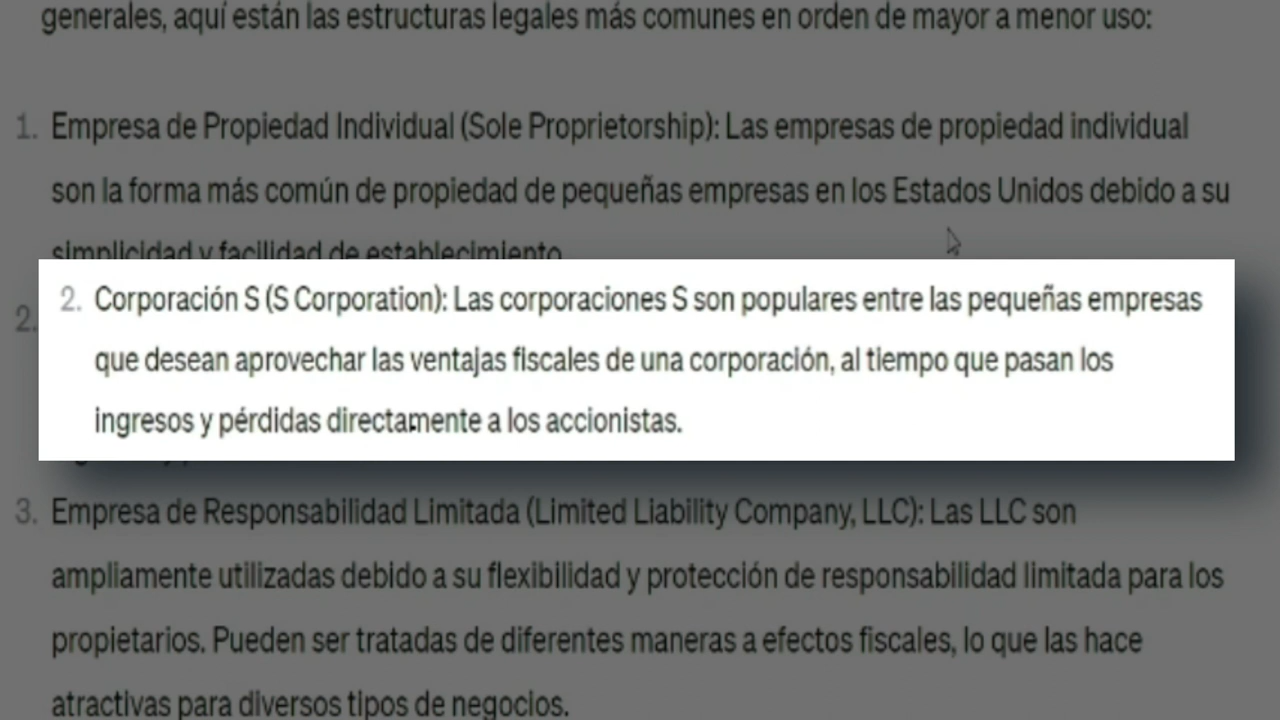 generales, aquí están las estructuras legales más comunes en orden de mayor a menor uso:
1. Empresa de Propiedad Individual (Sole Proprietorship): Las empresas de propiedad individual
son la forma más común de propiedad de pequeñas empresas en los Estados Unidos debido a su
simplicidad y facilidad de establecimiento.
2.
2. Corporación S (S Corporation): Las corporaciones S son populares entre las pequeñas empresas
que desean aprovechar las ventajas fiscales de una corporación, al tiempo que pasan los
ingresos y pérdidas directamente a los accionistas.
3. Empresa de Responsabilidad Limitada (Limited Liability Company, LLC): Las LLC son
ampliamente utilizadas debido a su flexibilidad y protección de responsabilidad limitada para los
propietarios. Pueden ser tratadas de diferentes maneras a efectos fiscales, lo que las hace
atractivas para diversos tipos de negocios.